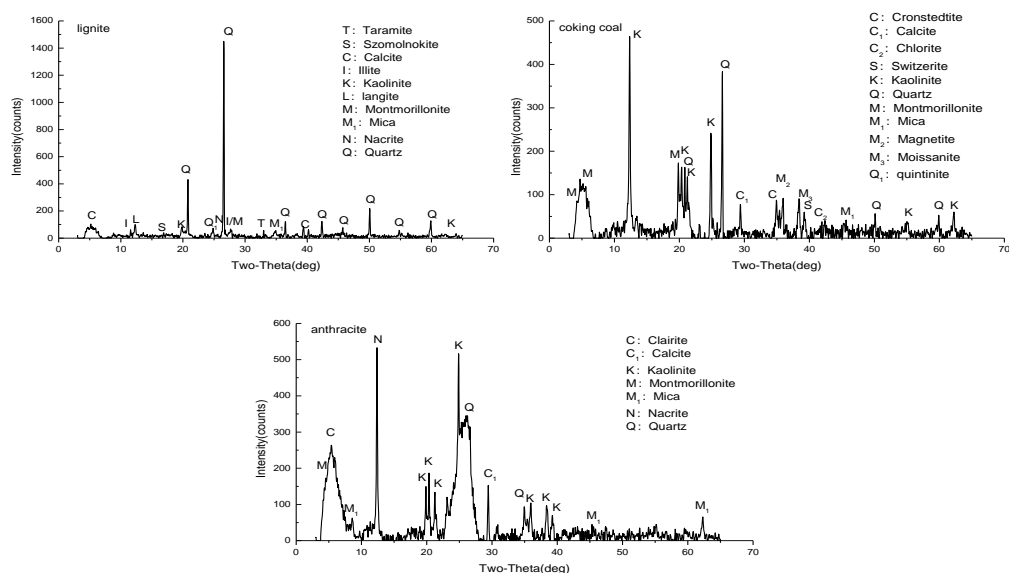 lignite
1600
1400
1200
1000
800
600
400
200
0
Intensity(counts)
0 10 20 30 40 50 60 70
Two-Theta(deg)
C I L S K Q Q N Q I/M T M1 Q C Q Q Q Q Q K
T: Taramite
S: Szomolnokite
C: Calcite
I: Illite
K: Kaolinite
L: langite
M: Montmorillonite
M1: Mica
N: Nacrite
Q: Quartz
coking coal
500
400
300
200
100
0
Intensity(counts)
0 10 20 30 40 50 60 70
Two-Theta(deg)
M M K M K Q K K Q C1 C M2 M3 S C2 M1 Q K Q K
C: Cronstedtite
C1: Calcite
C2: Chlorite
S: Switzerite
K: Kaolinite
Q: Quartz
M: Montmorillonite
M1: Mica
M2: Magnetite
M3: Moissanite
Q1: quintinite
anthracite
600
500
400
300
200
100
0
Intensity(counts)
0 10 20 30 40 50 60 70
Two-Theta(deg)
M C M1 N K K K K Q C1 Q K K K M1 M1
C: Clairite
C1: Calcite
K: Kaolinite
M: Montmorillonite
M1: Mica
N: Nacrite
Q: Quartz